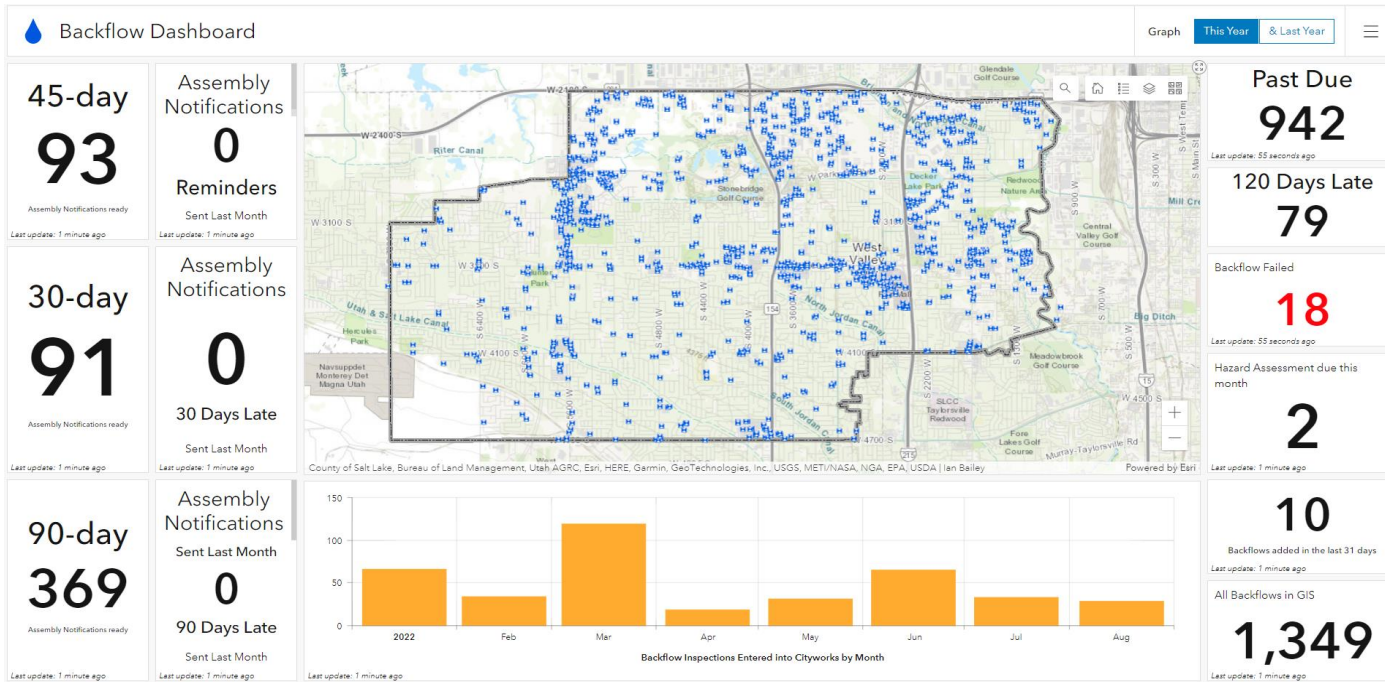 Backflow Dashboard
Graph
This Year
& Last Year
45-day
93
Assembly Notifications ready
Last update: 1 minute ago
Assembly
Notifications
0
Reminders
Sent Last Month
Last update: 1 minute ago
30-day
91
Assembly Notifications ready
Last update: 1 minute ago
Assembly
Notifications
0
30 Days Late
Sent Last Month
Last update: 1 minute ago
90-day
369
Assembly Notifications ready
Last update: 1 minute ago
Assembly
Notifications
Sent Last Month
0
90 Days Late
Sent Last Month
Last update: 1 minute ago
Glendale
Golf Course
W 2400 S
Riter Canal
Stonebridge
Golf Course
Decker
Lake Park
Redwood
Nature Area
W 3100 S
Central
Valley Golf
Course
West
Valley
S 300 W
S 900 W
S 700 W
S 500 W
S 6400 W
S 4800 W
S 4400 W
S 2200 W
154
North Jordan Canal
Utah & Salt Lake Canal
Hercules
Park
W 4100 S
Big Ditch
Meadowbrook
Golf Course
Navsuppdet
Monterey Det
Magna Utah
15
W 4500 S
South Jordan Canal
SLCC
Taylorsville
Redwood
W 4700 S
Fore
Lakes Golf
Course
Murray-Taylorsville Rd
215
County of Salt Lake, Bureau of Land Management, Utah AGRC, Esri, HERE, Garmin, GeoTechnologies, Inc., USGS, METI/NASA, NGA, EPA, USDA | Ian Bailey
Powered by Esri
150
100
50
0
2022
Feb
Mar
Apr
May
Jun
Jul
Aug
Backflow Inspections Entered into Cityworks by Month
Last update: 1 minute ago
Past Due
942
Last update: 55 seconds ago
120 Days Late
79
Backflow Failed
18
Last update: 55 seconds ago
Hazard Assessment due this
month
2
Last update: 1 minute ago
10
Backflows added in the last 31 days
Last update: 1 minute ago
All Backflows in GIS
1,349
Last update: 1 minute ago